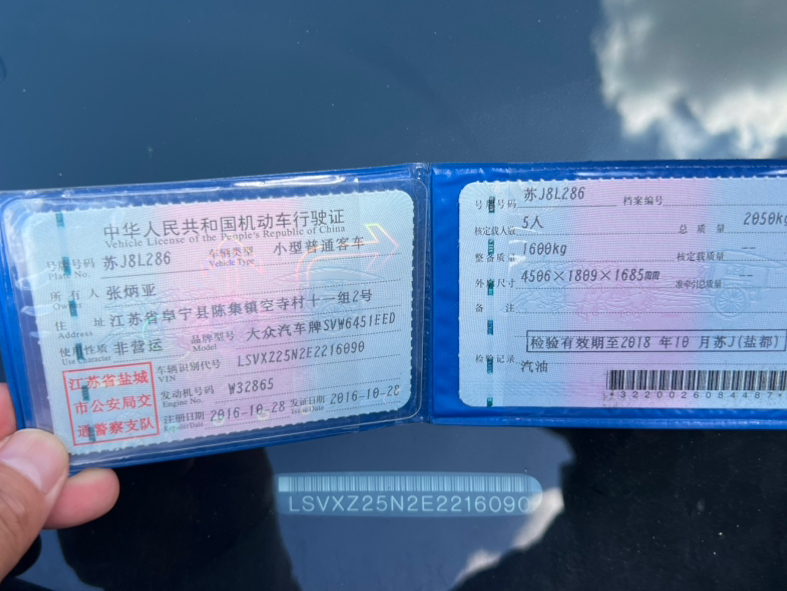 中华人民共和国机动车行驶证
Vehicle License of the People's Republic of China
号牌号码 苏J8L286 车辆类型 小型普通客车
Plate No. Vehicle Type
所有人 张炳亚
Owner
住址 江苏省阜宁县陈集镇空寺村十一组2号
Address
使用性质 非营运 品牌型号 大众汽车牌SVW6451EED
Use Character Model
江苏省盐城
市公安局交
通警察支队
车辆识别代号 LSVXZ25N2E2216090
VIN
发动机号码 W32865
Engine No.
注册日期 2016-10-28 发证日期 2016-10-28
Register Date Issue Date
号牌号码 苏J8L286 档案编号
核定载人数 5人 总质量 2050kg
整备质量 1600kg 核定载质量 --
外廓尺寸 4506×1809×1685 准牵引总质量 --
备注
检验有效期至2018 年10 月苏J(盐都)
检验记录
汽油
*3220026084487*
LSVXZ25N2E2216090